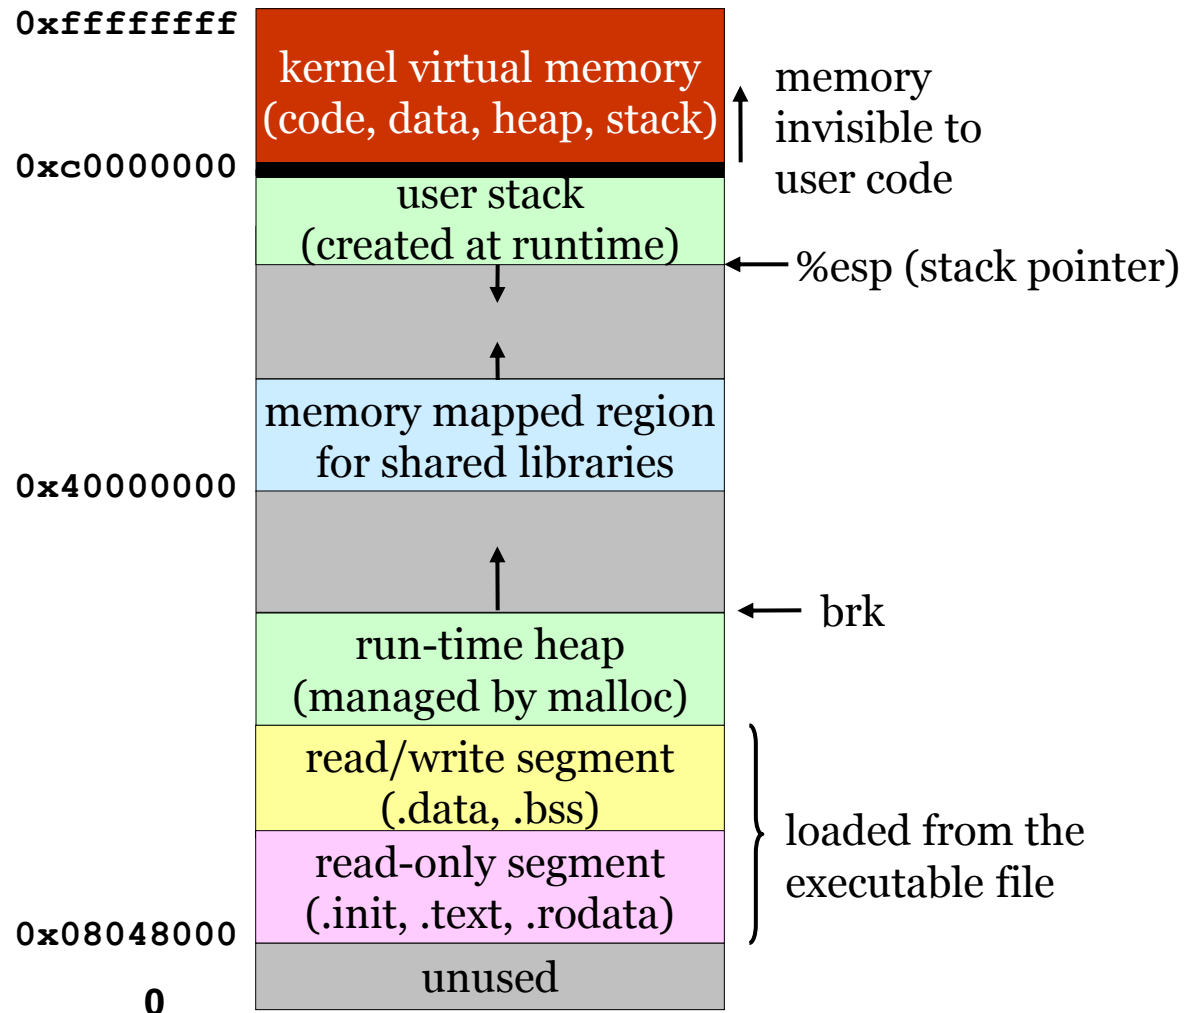 0xffffffff
kernel virtual memory
(code, data, heap, stack)
memory
invisible to
user code
0xc0000000
user stack
(created at runtime)
%esp (stack pointer)
memory mapped region
for shared libraries
0x40000000
brk
run-time heap
(managed by malloc)
read/write segment
(.data, .bss)
loaded from the
executable file
read-only segment
(.init, .text, .rodata)
0x08048000
unused
0